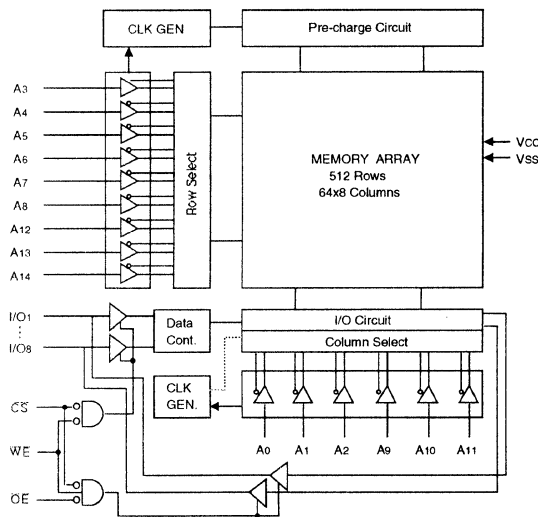 CLK GEN
Pre-charge Circuit
A3
A4
A5
A6
A7
A8
A12
A13
A14
Row Select
MEMORY ARRAY
512 Rows
64x8 Columns
Vcc
Vss
I/O1
I/O8
Data
Cont.
I/O Circuit
Column Select
CLK
GEN.
A0
A1
A2
A9
A10
A11
CS
WE
OE